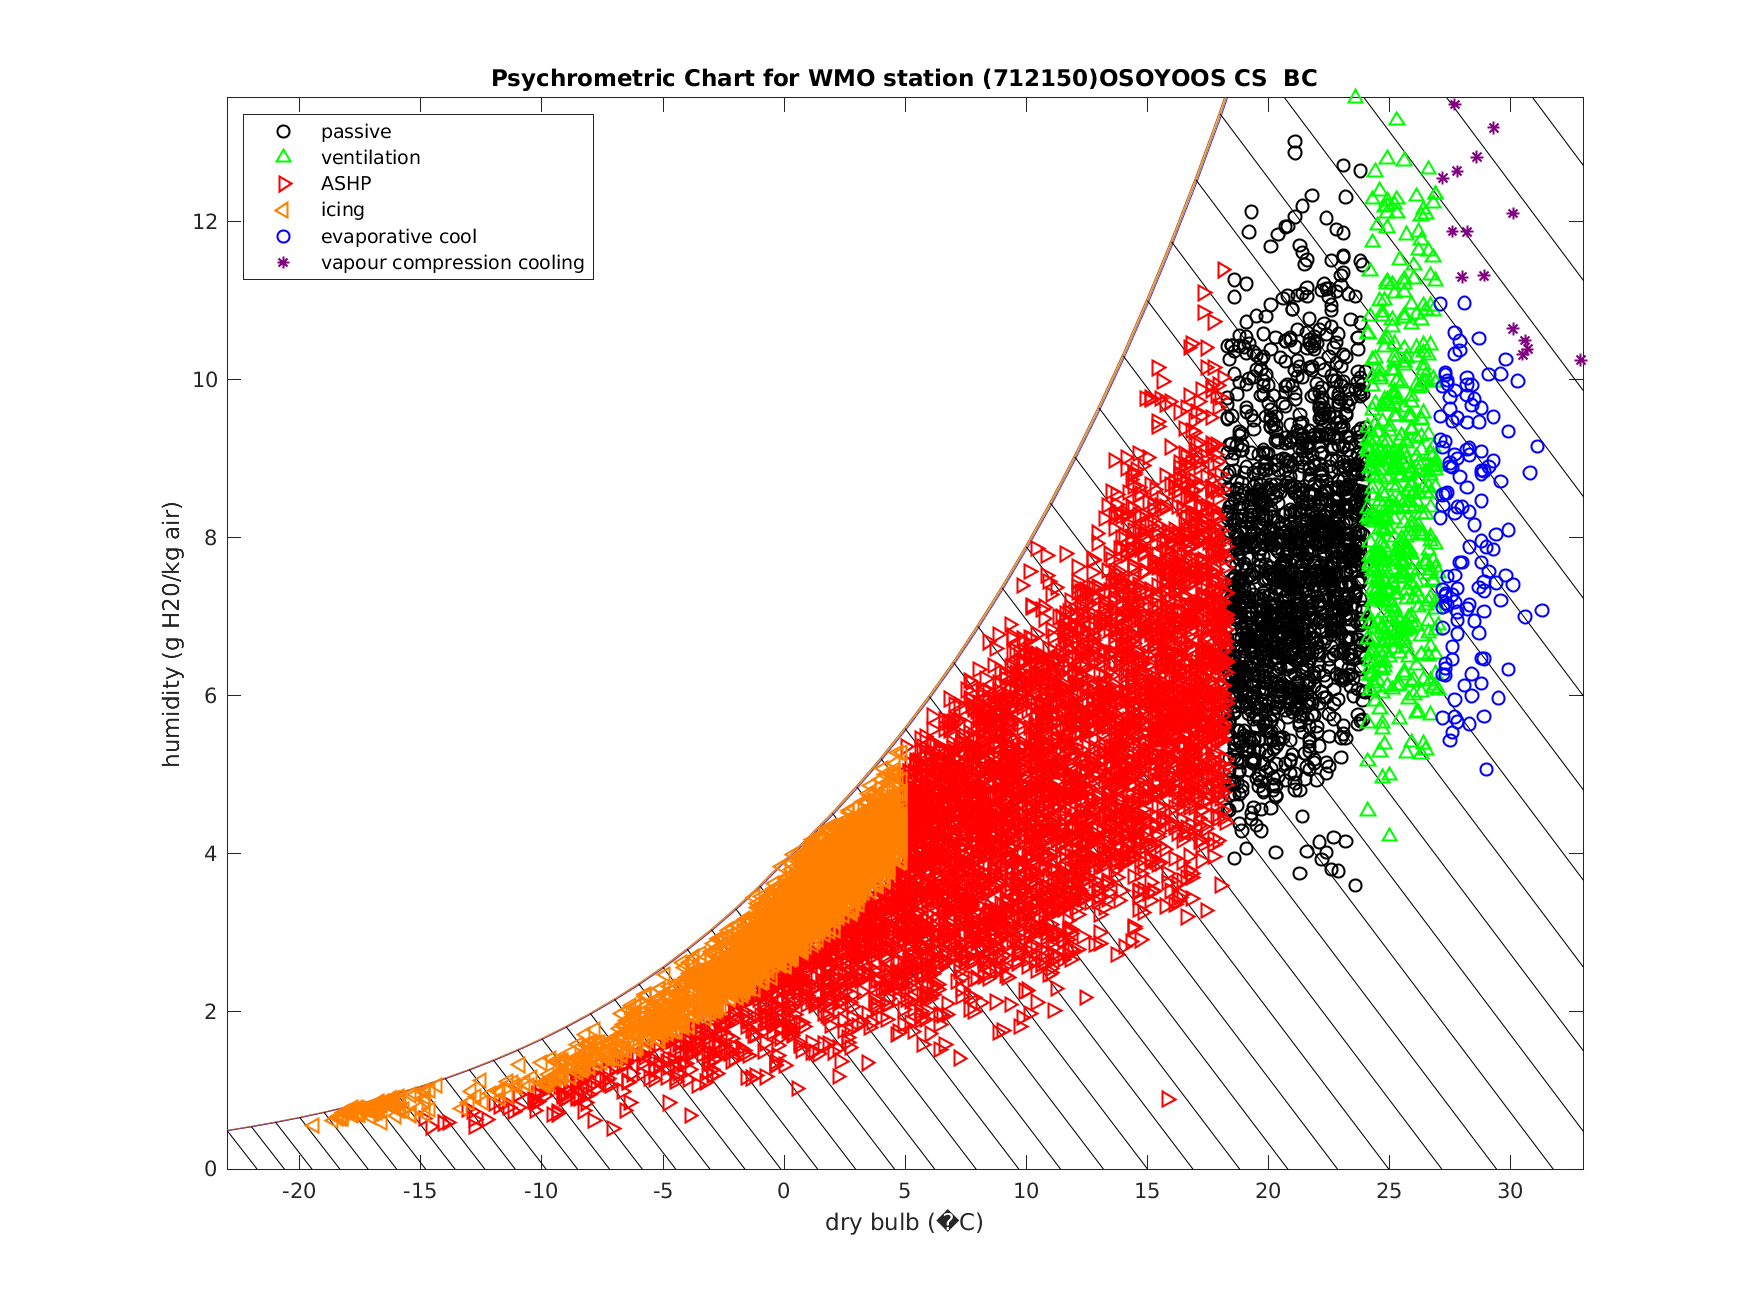 Psychrometric Chart for WMO station (712150)OSOYOOS CS  BC
passive
ventilation
ASHP
icing
evaporative cool
vapour compression cooling
humidity (g H20/kg air)
12
10
8
6
4
2
0
-20 -15 -10 -5 0 5 10 15 20 25 30
dry bulb (�C)